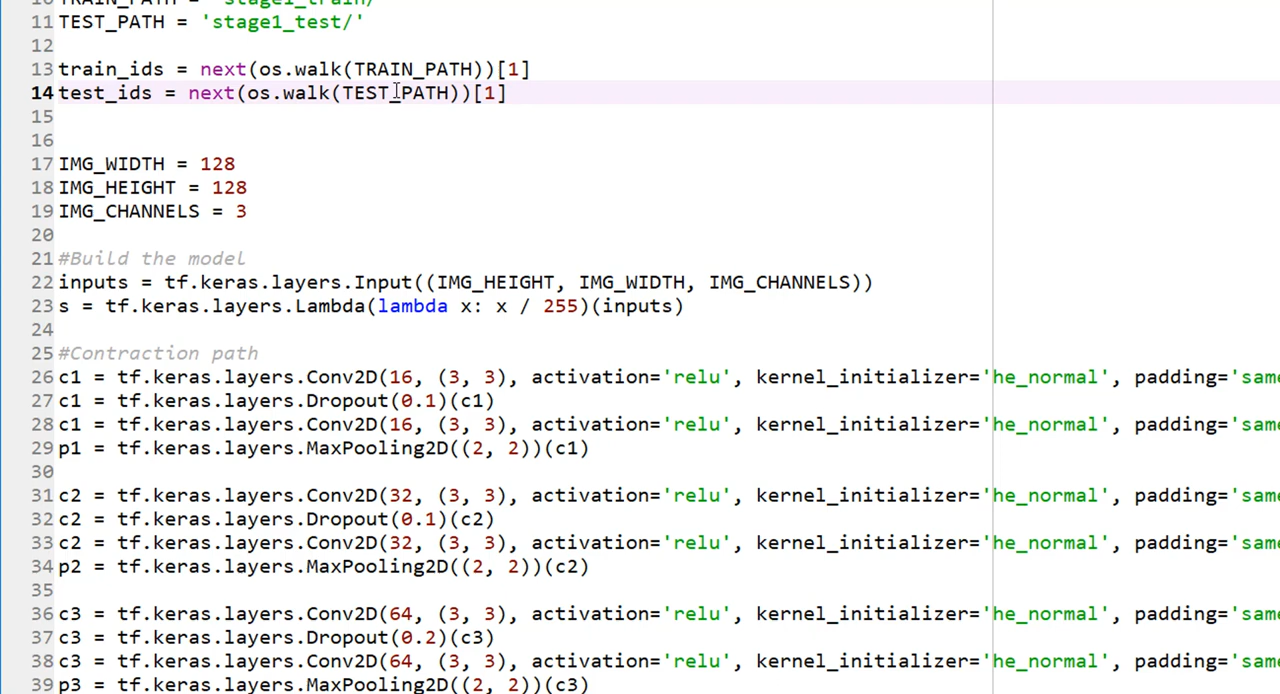 10 TRAIN_PATH = 'stage1_train/'
11 TEST_PATH = 'stage1_test/'
12
13 train_ids = next(os.walk(TRAIN_PATH))[1]
14 test_ids = next(os.walk(TEST_PATH))[1]
15
16
17 IMG_WIDTH = 128
18 IMG_HEIGHT = 128
19 IMG_CHANNELS = 3
20
21 #Build the model
22 inputs = tf.keras.layers.Input((IMG_HEIGHT, IMG_WIDTH, IMG_CHANNELS))
23 s = tf.keras.layers.Lambda(lambda x: x / 255)(inputs)
24
25 #Contraction path
26 c1 = tf.keras.layers.Conv2D(16, (3, 3), activation='relu', kernel_initializer='he_normal', padding='same
27 c1 = tf.keras.layers.Dropout(0.1)(c1)
28 c1 = tf.keras.layers.Conv2D(16, (3, 3), activation='relu', kernel_initializer='he_normal', padding='same
29 p1 = tf.keras.layers.MaxPooling2D((2, 2))(c1)
30
31 c2 = tf.keras.layers.Conv2D(32, (3, 3), activation='relu', kernel_initializer='he_normal', padding='same
32 c2 = tf.keras.layers.Dropout(0.1)(c2)
33 c2 = tf.keras.layers.Conv2D(32, (3, 3), activation='relu', kernel_initializer='he_normal', padding='same
34 p2 = tf.keras.layers.MaxPooling2D((2, 2))(c2)
35
36 c3 = tf.keras.layers.Conv2D(64, (3, 3), activation='relu', kernel_initializer='he_normal', padding='same
37 c3 = tf.keras.layers.Dropout(0.2)(c3)
38 c3 = tf.keras.layers.Conv2D(64, (3, 3), activation='relu', kernel_initializer='he_normal', padding='same
39 p3 = tf.keras.layers.MaxPooling2D((2, 2))(c3)